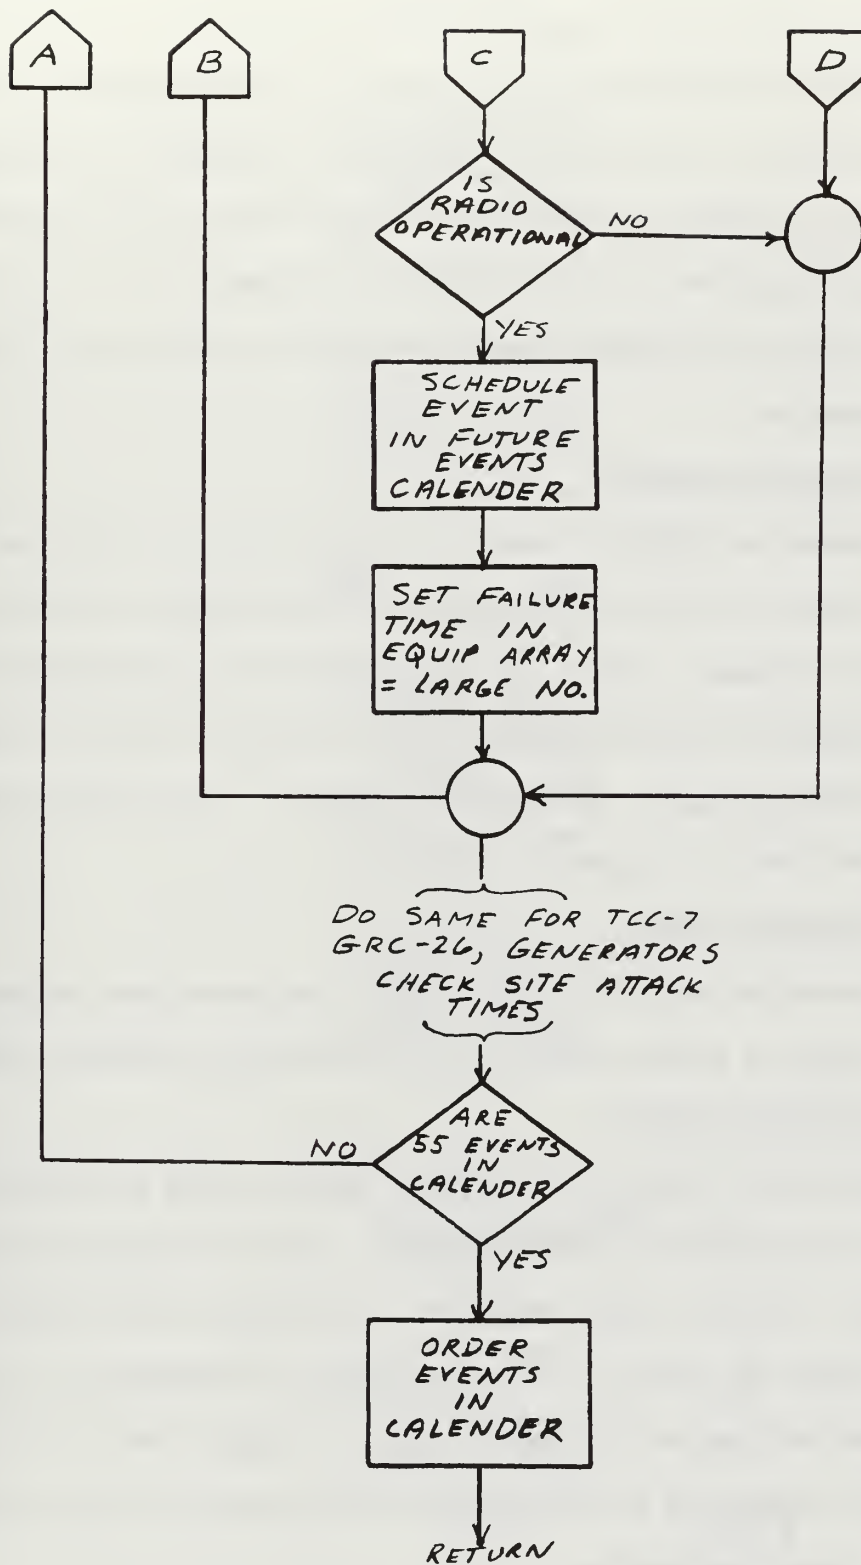 A
B
C
D
IS
RADIO
OPERATIONAL
NO
YES
SCHEDULE
EVENT
IN FUTURE
EVENTS
CALENDER
SET FAILURE
TIME IN
EQUIP ARRAY
= LARGE NO.
DO SAME FOR TCC-7
GRC-26, GENERATORS
CHECK SITE ATTACK
TIMES
ARE
55 EVENTS
IN
CALENDER
NO
YES
ORDER
EVENTS
IN
CALENDER
RETURN